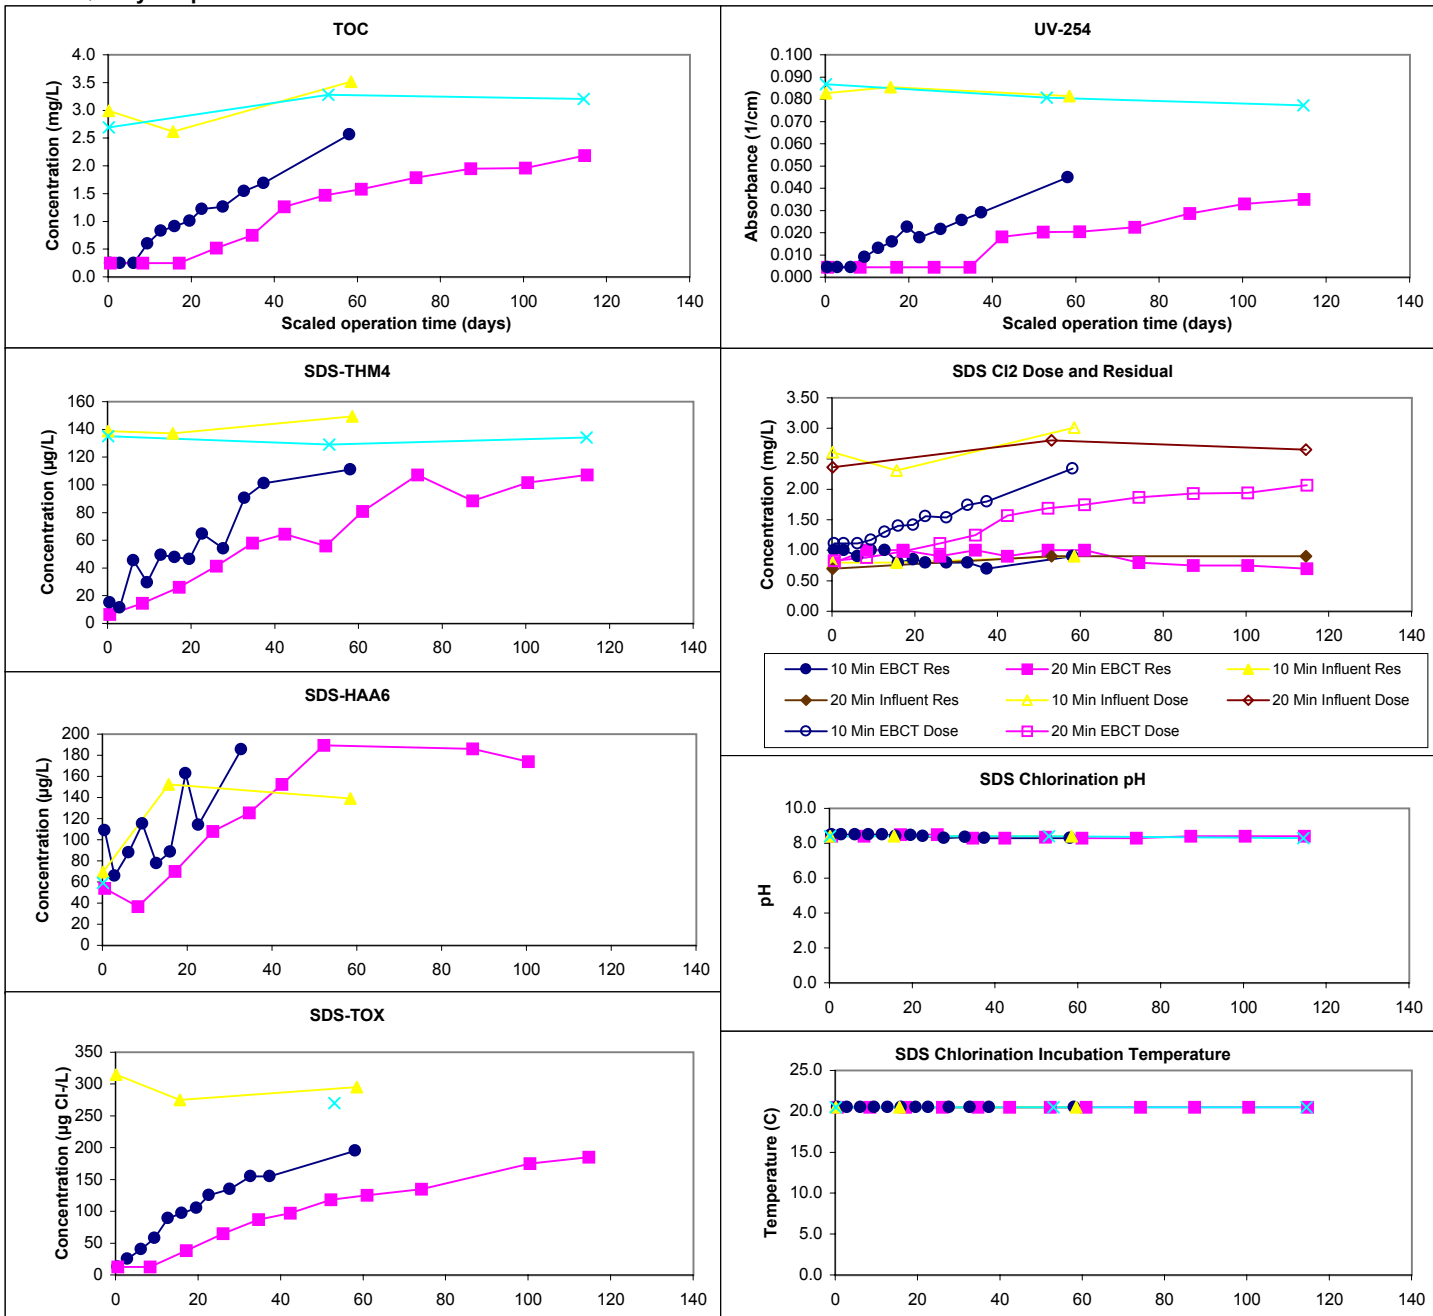 TOC
Concentration (mg/L)
4.0
3.5
3.0
2.5
2.0
1.5
1.0
0.5
0.0
0 20 40 60 80 100 120 140
Scaled operation time (days)
UV-254
Absorbance (1/cm)
0.100
0.090
0.080
0.070
0.060
0.050
0.040
0.030
0.020
0.010
0.000
0 20 40 60 80 100 120 140
Scaled operation time (days)
SDS-THM4
Concentration (µg/L)
160
140
120
100
80
60
40
20
0
0 20 40 60 80 100 120 140
SDS Cl2 Dose and Residual
Concentration (mg/L)
3.50
3.00
2.50
2.00
1.50
1.00
0.50
0.00
0 20 40 60 80 100 120 140
10 Min EBCT Res 20 Min EBCT Res 10 Min Influent Res
20 Min Influent Res 10 Min Influent Dose 20 Min Influent Dose
10 Min EBCT Dose 20 Min EBCT Dose
SDS-HAA6
Concentration (µg/L)
200
180
160
140
120
100
80
60
40
20
0
0 20 40 60 80 100 120 140
SDS Chlorination pH
pH
10.0
8.0
6.0
4.0
2.0
0.0
0 20 40 60 80 100 120 140
SDS-TOX
Concentration (µg Cl-/L)
350
300
250
200
150
100
50
0
0 20 40 60 80 100 120 140
SDS Chlorination Incubation Temperature
Temperature (C)
25.0
20.0
15.0
10.0
5.0
0.0
0 20 40 60 80 100 120 140